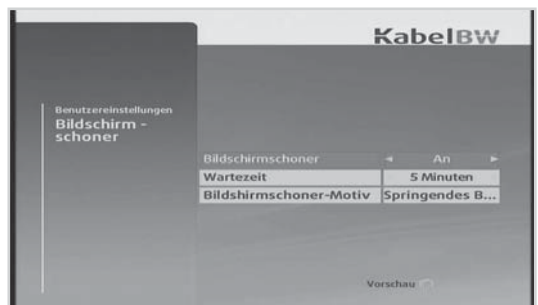 KabelBW
Benutzereinstellungen
Bildschirm -
schoner
Bildschirmschoner An
Wartezeit 5 Minuten
Bildshirmschoner-Motiv Springendes B...
Vorschau